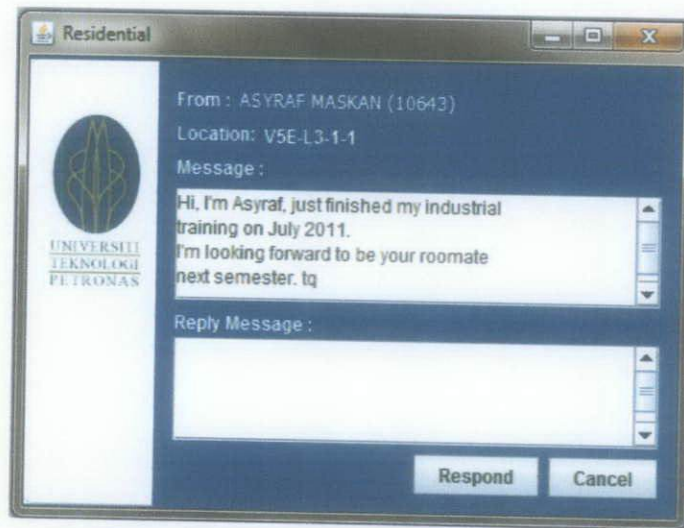 Residential
From : ASYRAF MASKAN (10643)
Location: V5E-L3-1-1
Message :
Hi, I'm Asyraf, just finished my industrial
training on July 2011.
I'm looking forward to be your roomate
next semester. tq
UNIVERSITI
TEKNOLOGI
PETRONAS
Reply Message :
Respond
Cancel